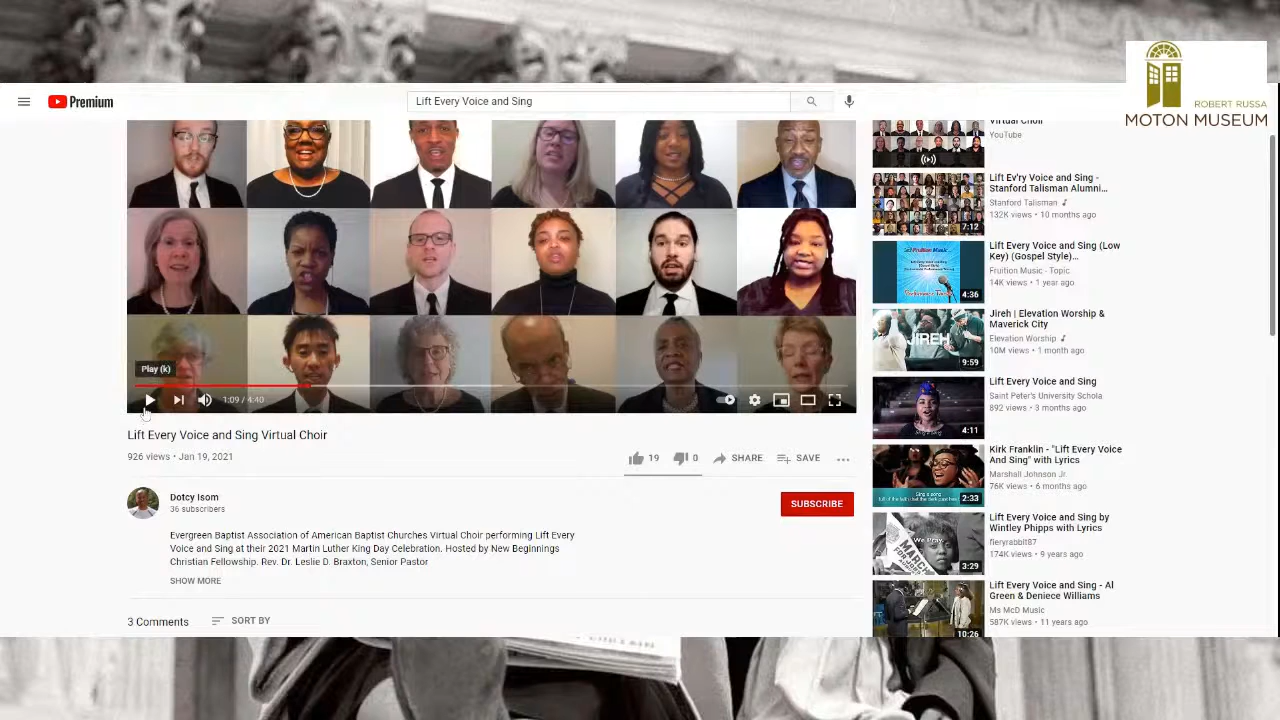 ROBERT RUSSA
MOTON MUSEUM
Premium
Lift Every Voice and Sing
Play (k)
1:09 / 4:40
Lift Every Voice and Sing Virtual Choir
926 views • Jan 19, 2021
19
0
SHARE
SAVE
Dotcy Isom
36 subscribers
SUBSCRIBE
Evergreen Baptist Association of American Baptist Churches Virtual Choir performing Lift Every
Voice and Sing at their 2021 Martin Luther King Day Celebration. Hosted by New Beginnings
Christian Fellowship. Rev. Dr. Leslie D. Braxton, Senior Pastor
SHOW MORE
3 Comments
SORT BY
Virtual Choir
YouTube
Lift Ev'ry Voice and Sing -
Stanford Talisman Alumni...
Stanford Talisman
132K views • 10 months ago
7:12
Lift Every Voice and Sing (Low
Key) (Gospel Style)...
Fruition Music - Topic
14K views • 1 year ago
Fruition Music
4:36
Jireh | Elevation Worship &
Maverick City
Elevation Worship
10M views • 1 month ago
JIREH
9:59
Lift Every Voice and Sing
Saint Peter's University Schola
892 views • 3 months ago
4:11
Kirk Franklin - "Lift Every Voice
And Sing" with Lyrics
Marshall Johnson Jr.
76K views • 6 months ago
Sing a song
2:33
Lift Every Voice and Sing by
Wintley Phipps with Lyrics
fieryrabbit87
174K views • 9 years ago
We Pray.
MARCH
FOR
3:29
Lift Every Voice and Sing - Al
Green & Deniece Williams
Ms McD Music
587K views • 11 years ago
10:26